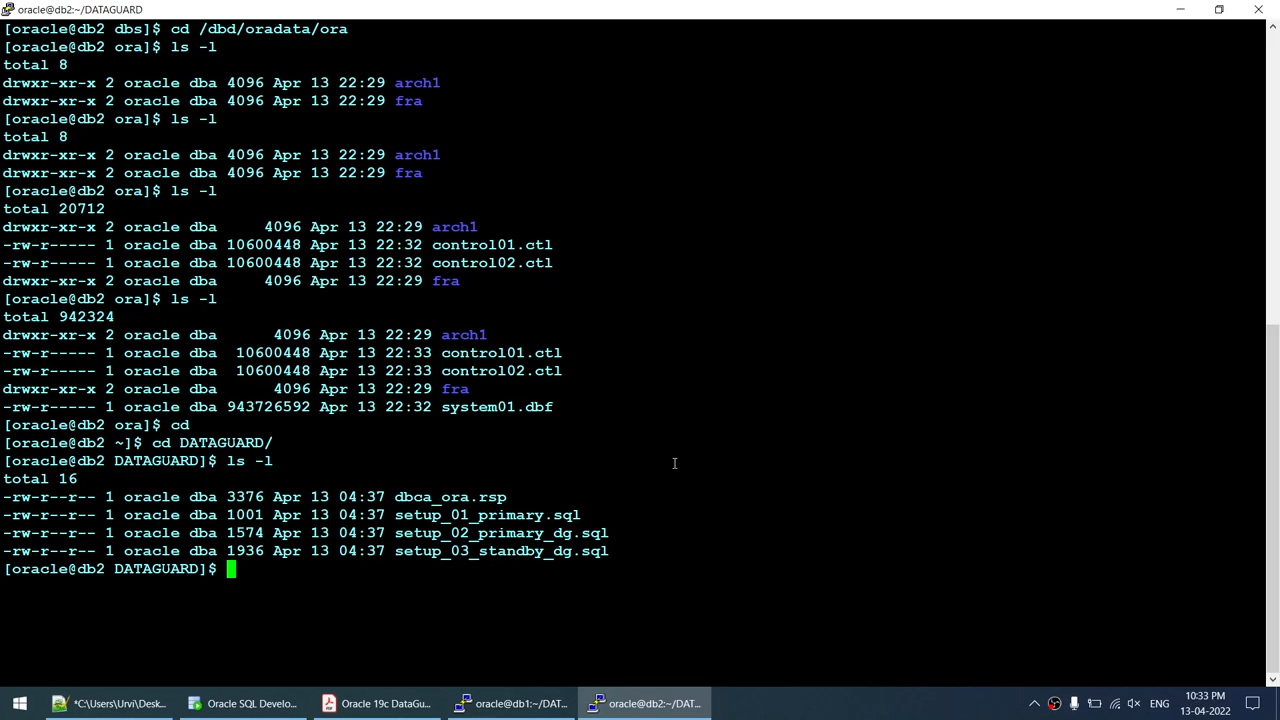 oracle@db2:~/DATAGUARD
[oracle@db2 dbs]$ cd /dbd/oradata/ora
[oracle@db2 ora]$ ls -l
total 8
drwxr-xr-x 2 oracle dba 4096 Apr 13 22:29 arch1
drwxr-xr-x 2 oracle dba 4096 Apr 13 22:29 fra
[oracle@db2 ora]$ ls -l
total 8
drwxr-xr-x 2 oracle dba 4096 Apr 13 22:29 arch1
drwxr-xr-x 2 oracle dba 4096 Apr 13 22:29 fra
[oracle@db2 ora]$ ls -l
total 20712
drwxr-xr-x 2 oracle dba     4096 Apr 13 22:29 arch1
-rw-r----- 1 oracle dba 10600448 Apr 13 22:32 control01.ctl
-rw-r----- 1 oracle dba 10600448 Apr 13 22:32 control02.ctl
drwxr-xr-x 2 oracle dba     4096 Apr 13 22:29 fra
[oracle@db2 ora]$ ls -l
total 942324
drwxr-xr-x 2 oracle dba      4096 Apr 13 22:29 arch1
-rw-r----- 1 oracle dba  10600448 Apr 13 22:33 control01.ctl
-rw-r----- 1 oracle dba  10600448 Apr 13 22:33 control02.ctl
drwxr-xr-x 2 oracle dba      4096 Apr 13 22:29 fra
-rw-r----- 1 oracle dba 943726592 Apr 13 22:32 system01.dbf
[oracle@db2 ora]$ cd
[oracle@db2 ~]$ cd DATAGUARD/
[oracle@db2 DATAGUARD]$ ls -l
total 16
-rw-r--r-- 1 oracle dba 3376 Apr 13 04:37 dbca_ora.rsp
-rw-r--r-- 1 oracle dba 1001 Apr 13 04:37 setup_01_primary.sql
-rw-r--r-- 1 oracle dba 1574 Apr 13 04:37 setup_02_primary_dg.sql
-rw-r--r-- 1 oracle dba 1936 Apr 13 04:37 setup_03_standby_dg.sql
[oracle@db2 DATAGUARD]$
*C:\Users\Urvi\Desk... Oracle SQL Develo... Oracle 19c DataGu... oracle@db1:~/DAT... oracle@db2:~/DAT... ENG 10:33 PM
13-04-2022